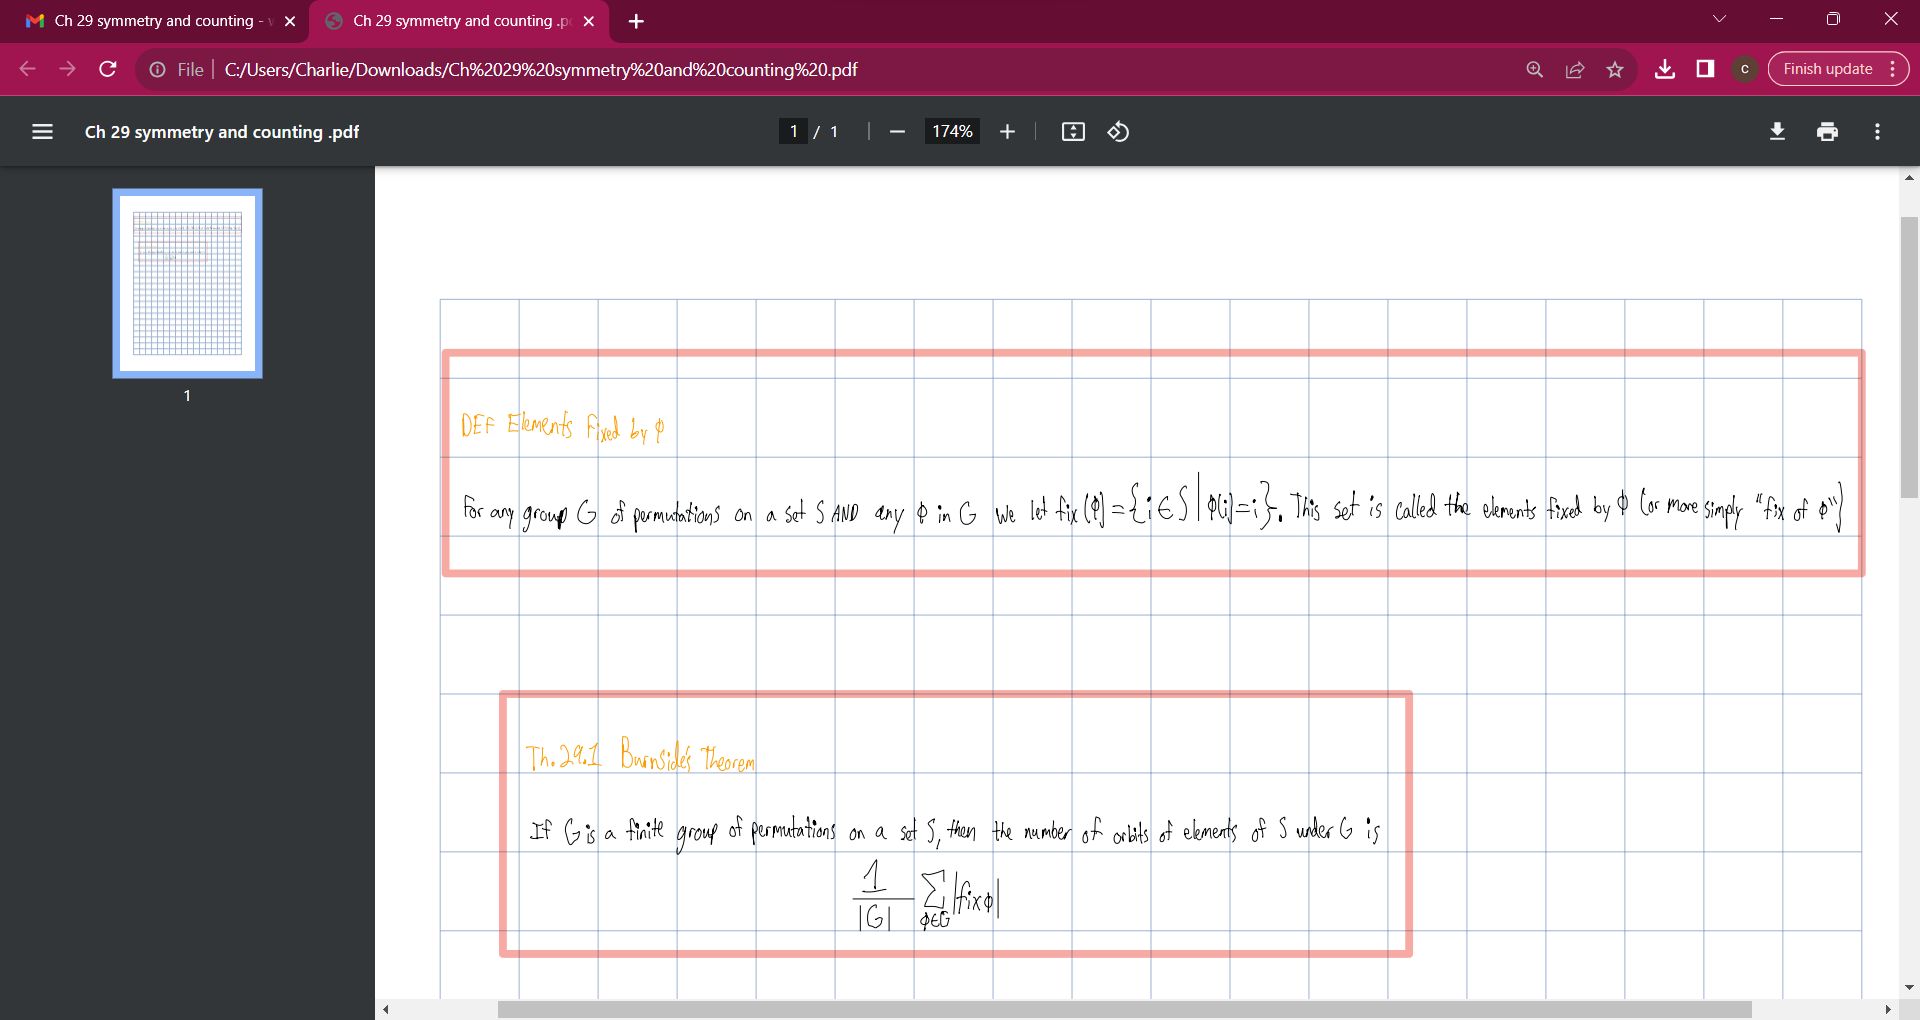 Ch 29 symmetry and counting -
Ch 29 symmetry and counting .p
File
C:/Users/Charlie/Downloads/Ch%2029%20symmetry%20and%20counting%20.pdf
C
Finish update
Ch 29 symmetry and counting .pdf
1 / 1
174%
1
DEF Elements Fixed by ϕ
For any group G of permutations on a set S AND any ϕ in G we let fix(ϕ)={i∈S|ϕ(i)=i}. This set is called the elements fixed by ϕ (or more simply "fix of ϕ")
Th.29.1 Burnside's Theorem
If G is a finite group of permutations on a set S, then the number of orbits of elements of S under G is
1/|G| ∑ϕ∈G |fixϕ|